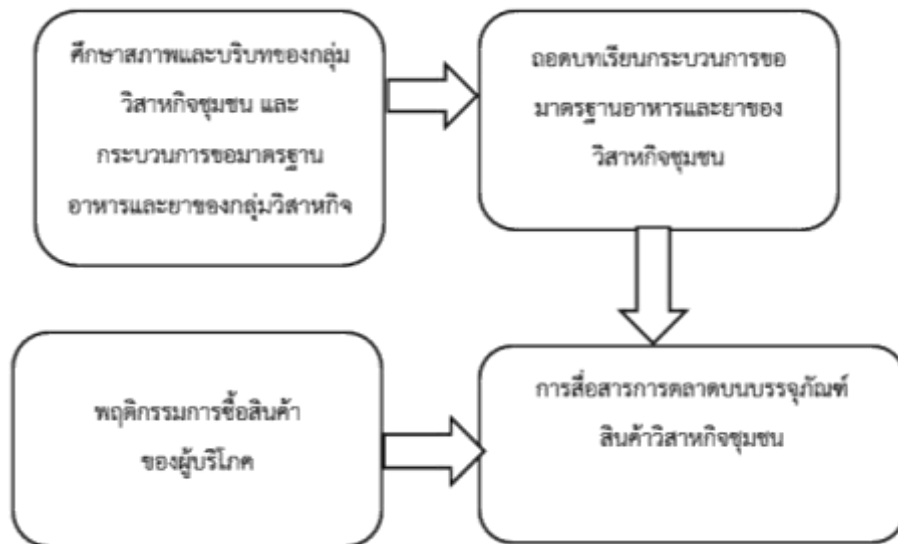 ศึกษาสภาพและบริบทของกลุ่ม
วิสาหกิจชุมชน และ
กระบวนการขอมาตรฐาน
อาหารและยาของกลุ่มวิสาหกิจ
ถอดบทเรียนกระบวนการขอ
มาตรฐานอาหารและยาของ
วิสาหกิจชุมชน
พฤติกรรมการซื้อสินค้า
ของผู้บริโภค
การสื่อสารการตลาดบนบรรจุภัณฑ์
สินค้าวิสาหกิจชุมชน